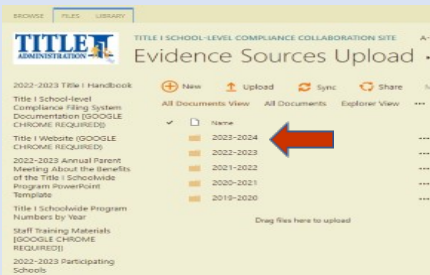 BROWSE FILES LIBRARY
TITLE I
ADMINISTRATION
TITLE I SCHOOL-LEVEL COMPLIANCE COLLABORATION SITE A-
Evidence Sources Upload
2022-2023 Title I Handbook
Title I School-level
Compliance Filing System
Documentation [GOOGLE
CHROME REQUIRED])
Title I Website (GOOGLE
CHROME REQUIRED)
2022-2023 Annual Parent
Meeting About the Benefits
of the Title I Schoolwide
Program PowerPoint
Template
Title I Schoolwide Program
Numbers by Year
Staff Training Materials
[GOOGLE CHROME
REQUIRED])
2022-2023 Participating
Schools
New Upload Sync Share
All Documents View All Documents Explorer View ...
Name
2023-2024 ...
2022-2023 ...
2021-2022 ...
2020-2021 ...
2019-2020 ...
Drag files here to upload